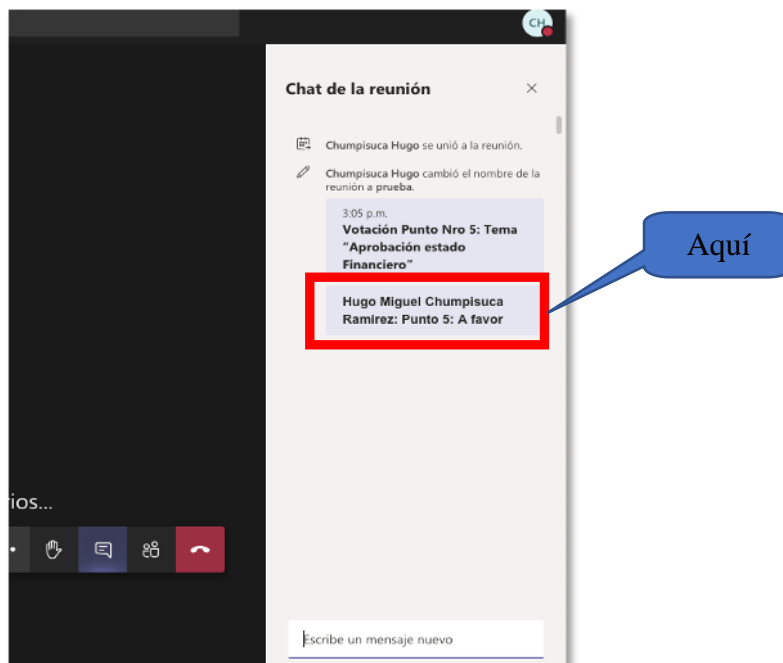 CH
Chat de la reunión
Chumpisuca Hugo se unió a la reunión.
Chumpisuca Hugo cambió el nombre de la
reunión a prueba.
3:05 p.m.
Votación Punto Nro 5: Tema
“Aprobación estado
Financiero”
Aquí
Hugo Miguel Chumpisuca
Ramirez: Punto 5: A favor
rios...
Escribe un mensaje nuevo